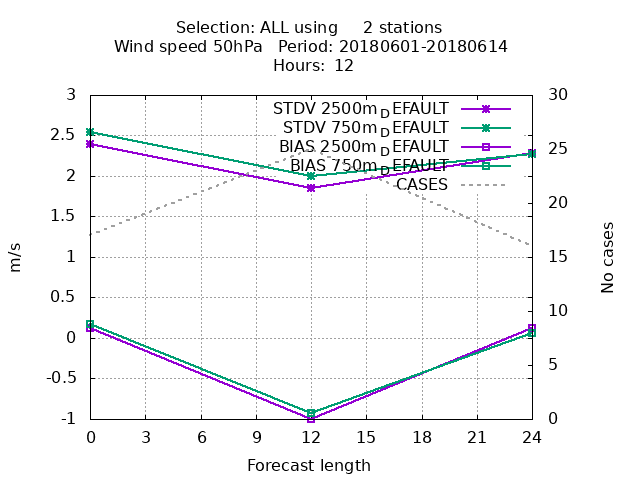 Selection: ALL using 2 stations
Wind speed 50hPa Period: 20180601-20180614
Hours: 12
3
2.5
2
1.5
1
0.5
0
-0.5
-1
30
25
20
15
10
5
0
STDV 2500m_DEFAULT
STDV 750m_DEFAULT
BIAS 2500m_DEFAULT
BIAS 750m_DEFAULT
CASES
m/s
No cases
0 3 6 9 12 15 18 21 24
Forecast length